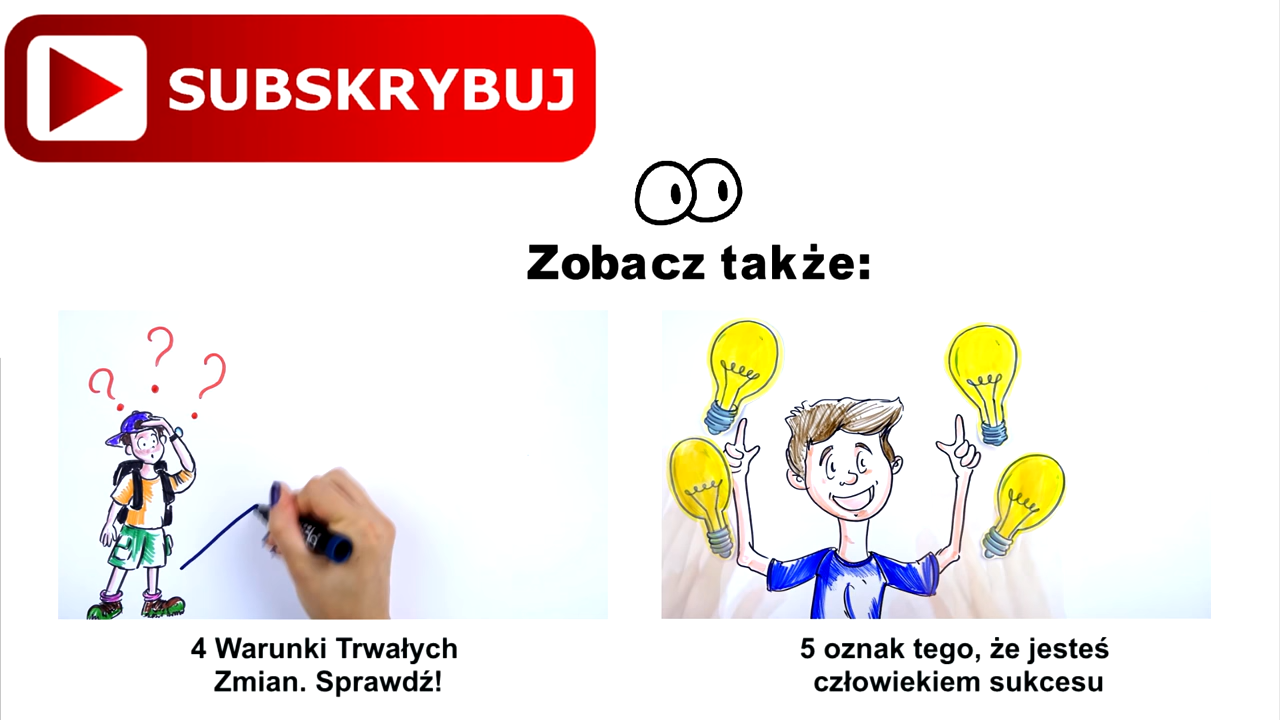 SUBSKRYBUJ
Zobacz także:
4 Warunki Trwałych
Zmian. Sprawdź!
5 oznak tego, że jesteś
człowiekiem sukcesu